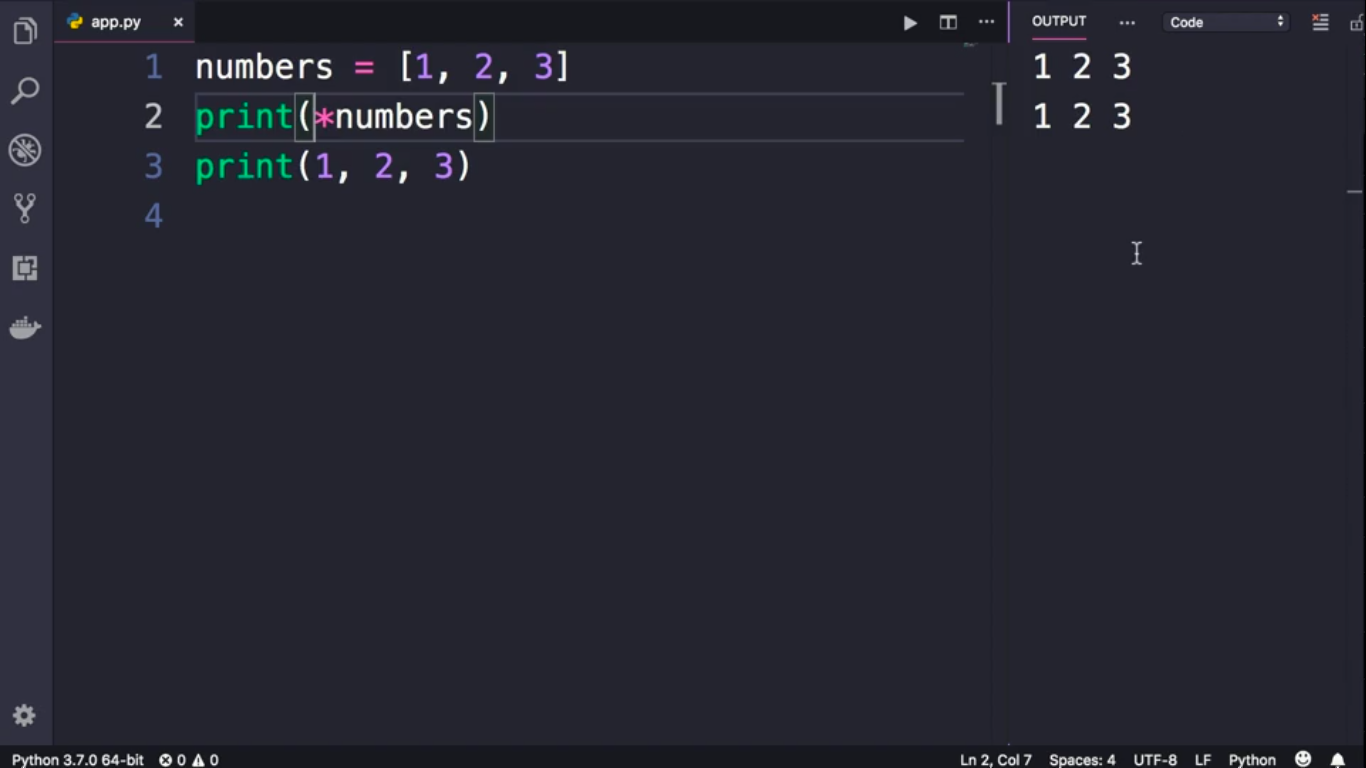 app.py
OUTPUT
Code
1 numbers = [1, 2, 3]
2 print(*numbers)
3 print(1, 2, 3)
4
1 2 3
1 2 3
Python 3.7.0 64-bit 0 0 Ln 2, Col 7 Spaces: 4 UTF-8 LF Python